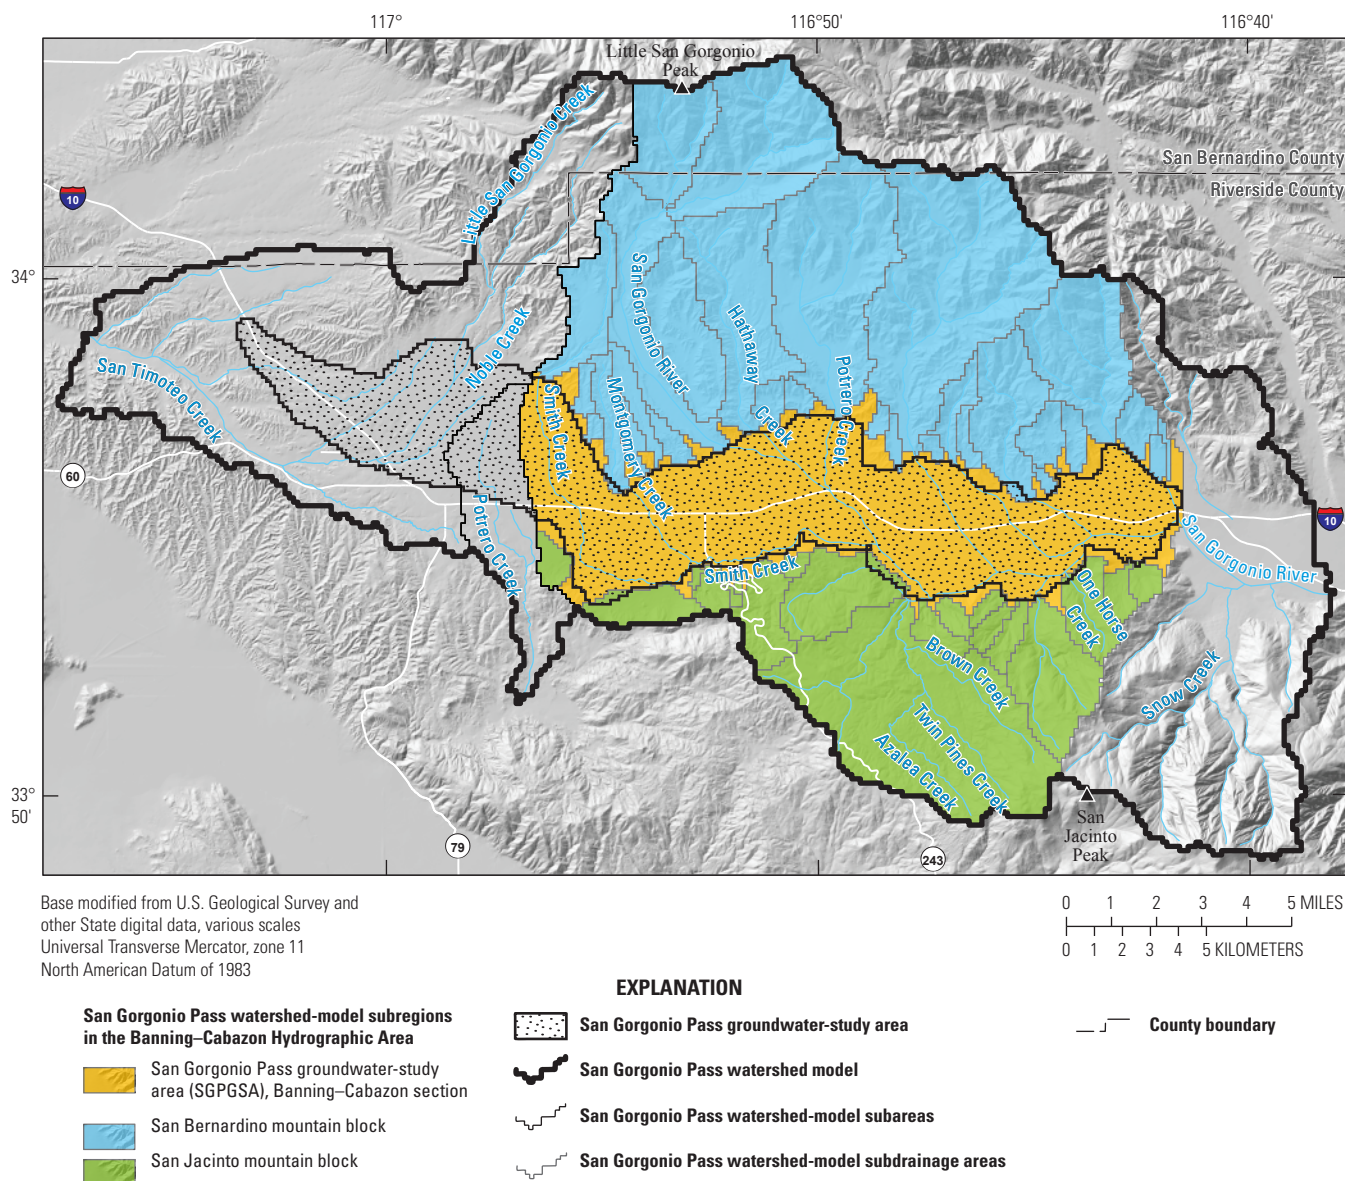 117°
116°50'
116°40'
Little San Gorgonio
Peak
Little San Gorgonio Creek
San Bernardino County
Riverside County
10
34°
San Gorgonio River
Hathaway
Creek
Noble Creek
Potrero Creek
San Timoteo Creek
Smith Creek
Montgomery Creek
60
Potrero Creek
10
San Gorgonio River
Smith Creek
One Horse
Creek
Brown Creek
Snow Creek
Twin Pines Creek
Azalea Creek
33°
50'
San
Jacinto
Peak
79
243
Base modified from U.S. Geological Survey and
other State digital data, various scales
Universal Transverse Mercator, zone 11
North American Datum of 1983
0 1 2 3 4 5 MILES
0 1 2 3 4 5 KILOMETERS
EXPLANATION
San Gorgonio Pass watershed-model subregions
in the Banning–Cabazon Hydrographic Area
San Gorgonio Pass groundwater-study
area (SGPGSA), Banning–Cabazon section
San Bernardino mountain block
San Jacinto mountain block
San Gorgonio Pass groundwater-study area
San Gorgonio Pass watershed model
San Gorgonio Pass watershed-model subareas
San Gorgonio Pass watershed-model subdrainage areas
County boundary